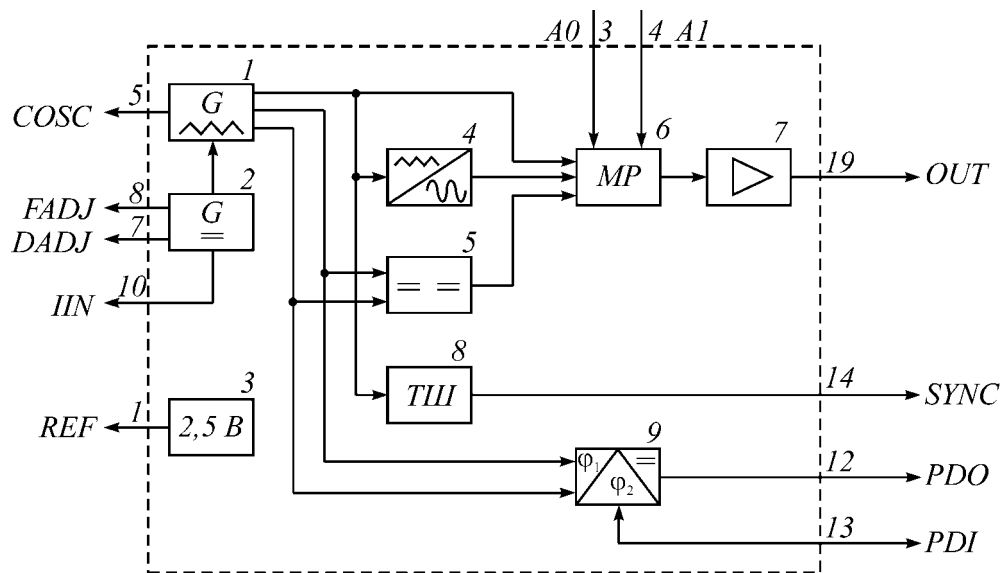 A0 3 4 A1
1
5 G
COSC
4 6 7
MP 19 OUT
2
8 G
FADJ =
7
DADJ
5
10 = =
IIN
8
3 ТШ 14 SYNC
1
REF 2,5 В
9
φ1 = 12 PDO
φ2
13 PDI